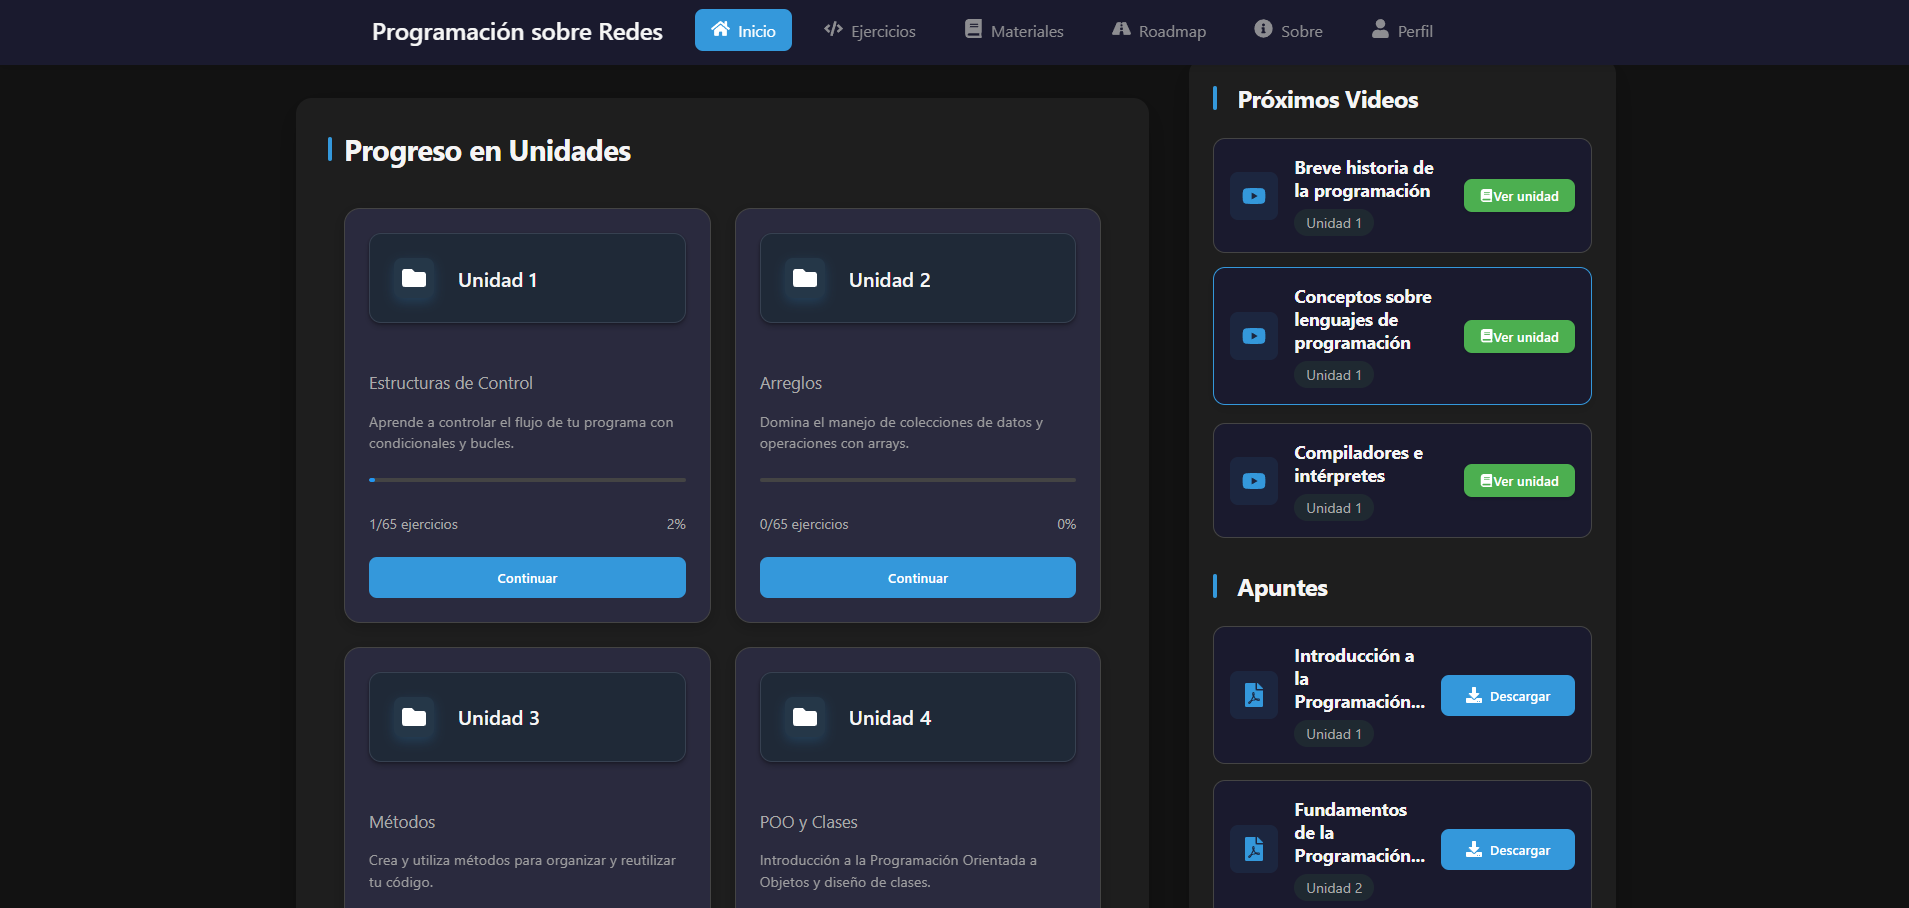 Programación sobre Redes
Inicio
Ejercicios
Materiales
Roadmap
Sobre
Perfil
Progreso en Unidades
Unidad 1
Estructuras de Control
Aprende a controlar el flujo de tu programa con
condicionales y bucles.
1/65 ejercicios
2%
Continuar
Unidad 2
Arreglos
Domina el manejo de colecciones de datos y
operaciones con arrays.
0/65 ejercicios
0%
Continuar
Unidad 3
Métodos
Crea y utiliza métodos para organizar y reutilizar
tu código.
Unidad 4
POO y Clases
Introducción a la Programación Orientada a
Objetos y diseño de clases.
Próximos Videos
Breve historia de
la programación
Unidad 1
Ver unidad
Conceptos sobre
lenguajes de
programación
Unidad 1
Ver unidad
Compiladores e
intérpretes
Unidad 1
Ver unidad
Apuntes
Introducción a
la
Programación...
Unidad 1
Descargar
Fundamentos
de la
Programación...
Unidad 2
Descargar